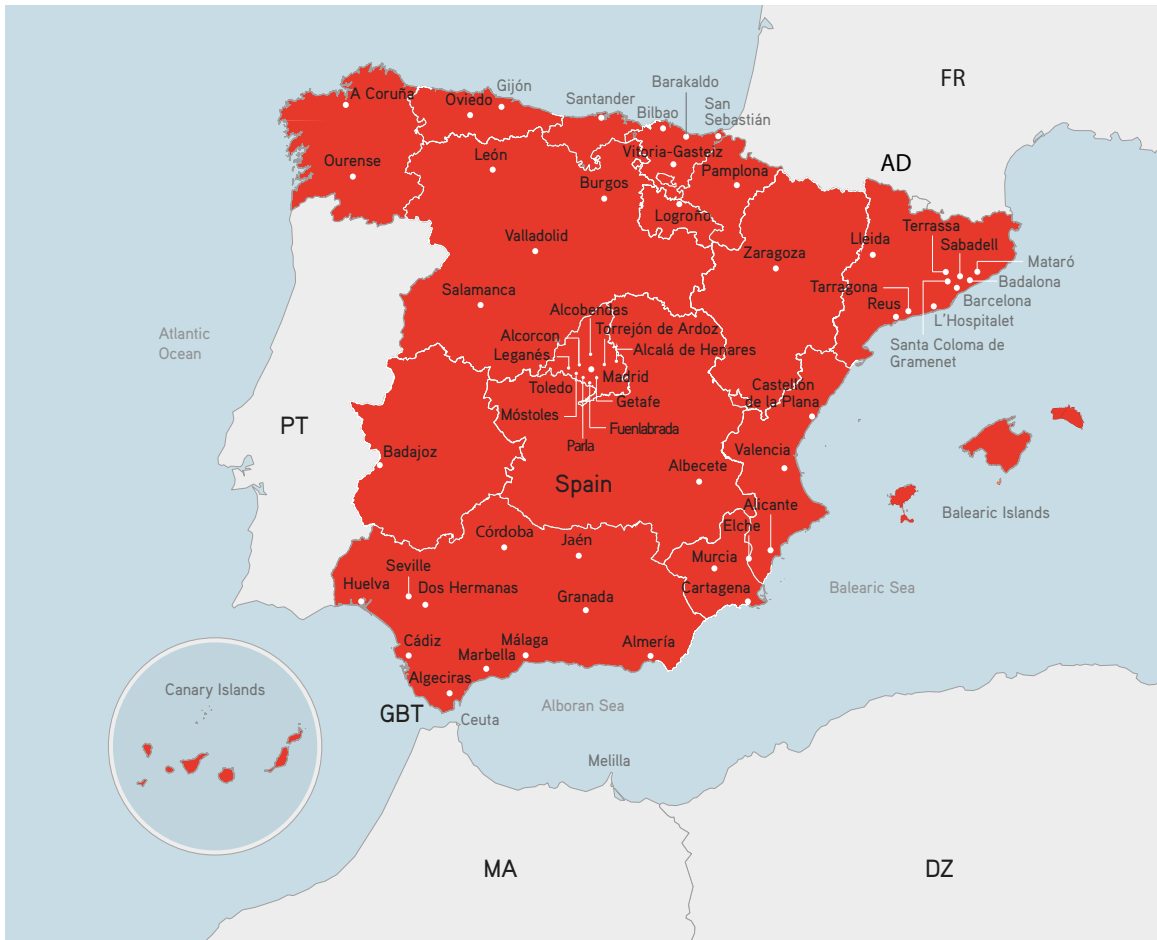 FR
Barakaldo
Gijón
A Coruña
Oviedo
Santander
Bilbao
San
Sebastián
Ourense
León
Vitoria-Gasteiz
AD
Burgos
Pamplona
Logroño
Terrassa
Valladolid
Zaragoza
Lleida
Sabadell
Mataró
Salamanca
Tarragona
Badalona
Reus
Barcelona
Alcobendas
L'Hospitalet
Atlantic
Ocean
Alcorcon
Torrejón de Ardoz
Leganés
Alcalá de Henares
Santa Coloma de
Gramenet
Madrid
Toledo
Castellón
de la Plana
Móstoles
Getafe
PT
Fuenlabrada
Parla
Badajoz
Valencia
Albecete
Spain
Alicante
Balearic Islands
Córdoba
Elche
Jaén
Murcia
Seville
Huelva
Dos Hermanas
Cartagena
Balearic Sea
Granada
Cádiz
Málaga
Almería
Marbella
Algeciras
Canary Islands
GBT
Ceuta
Alboran Sea
Melilla
MA
DZ